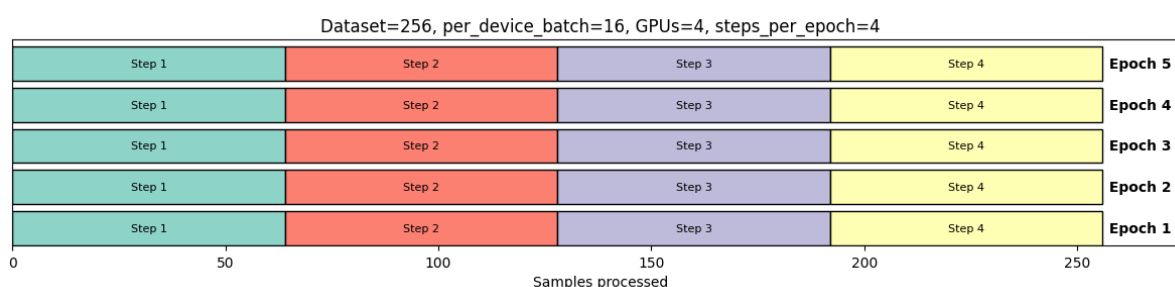 Dataset=256, per_device_batch=16, GPUs=4, steps_per_epoch=4
Step 1 Step 2 Step 3 Step 4 Epoch 5
Step 1 Step 2 Step 3 Step 4 Epoch 4
Step 1 Step 2 Step 3 Step 4 Epoch 3
Step 1 Step 2 Step 3 Step 4 Epoch 2
Step 1 Step 2 Step 3 Step 4 Epoch 1
0 50 100 150 200 250
Samples processed